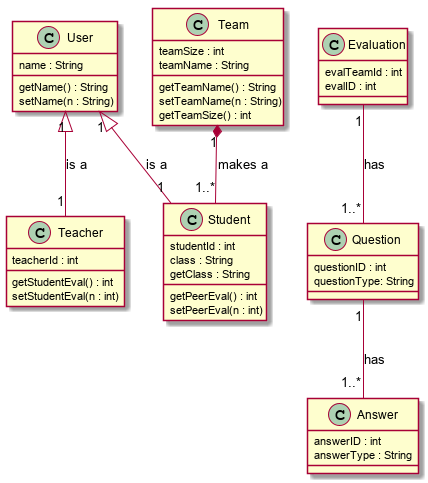 C User
name : String
getName() : String
setName(n : String)
C Team
teamSize : int
teamName : String
getTeamName() : String
setTeamName(n : String)
getTeamSize() : int
C Evaluation
evalTeamId : int
evalID : int
1
1
1
1
is a
is a
makes a
has
1
1
1..*
1..*
C Teacher
teacherId : int
getStudentEval() : int
setStudentEval(n : int)
C Student
studentId : int
class : String
getClass : String
getPeerEval() : int
setPeerEval(n : int)
C Question
questionID : int
questionType: String
1
has
1..*
C Answer
answerID : int
answerType : String